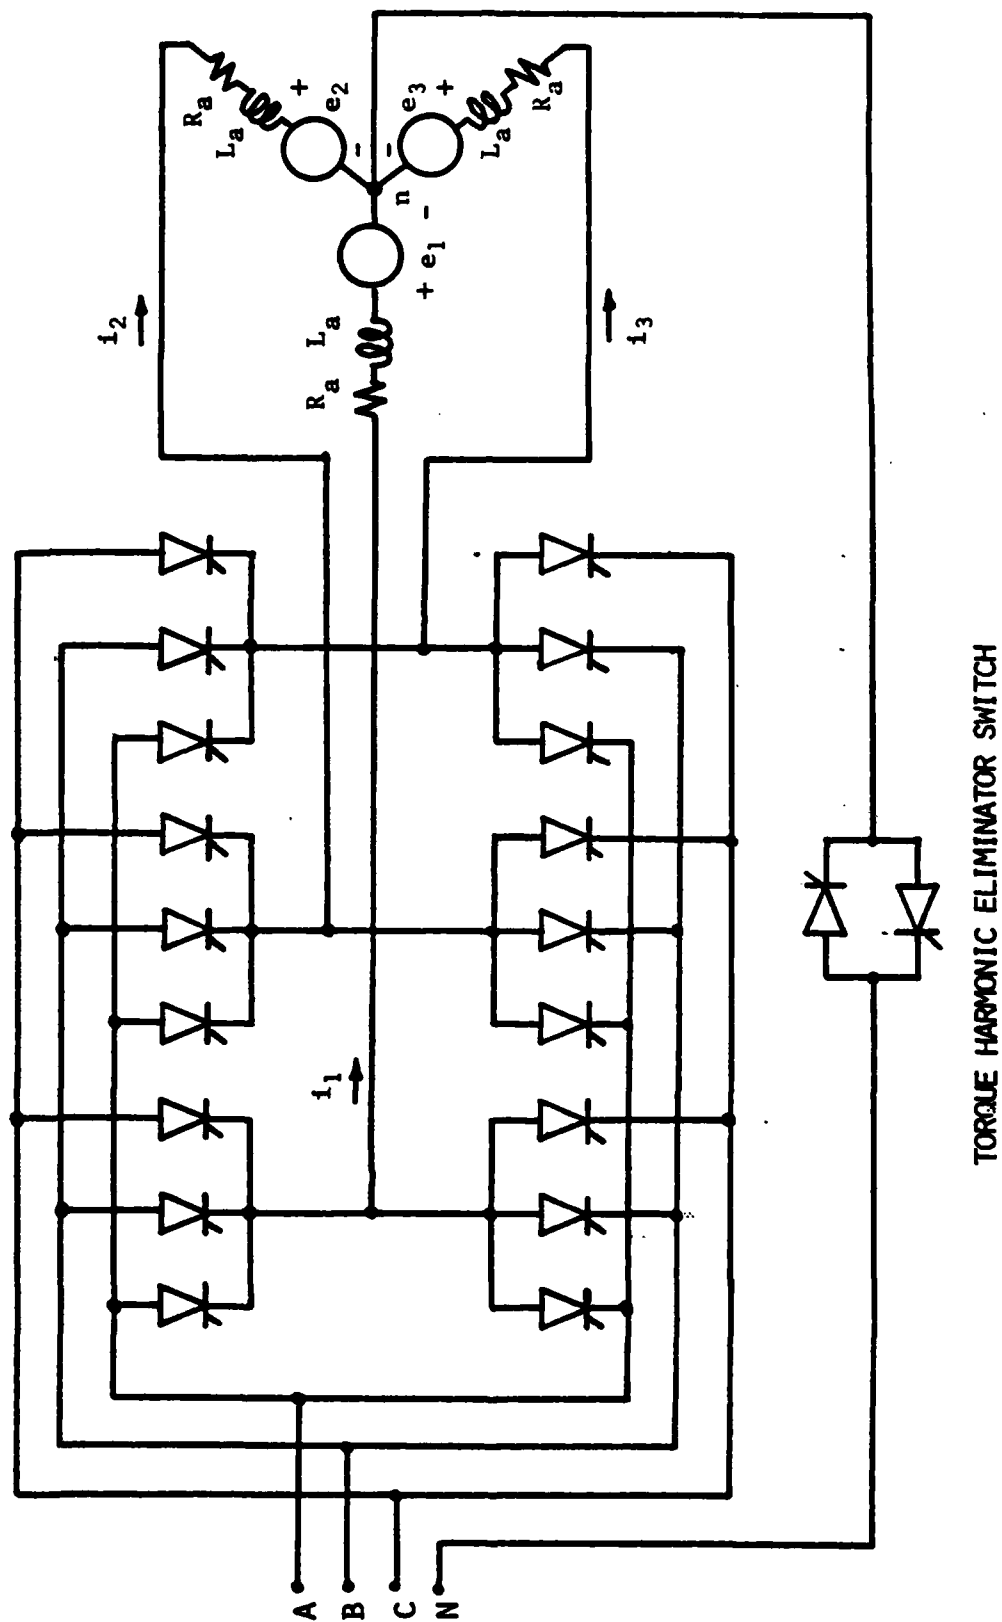 A
B
C
N
i1
i2
i3
Ra
La
+ e1 -
Ra
La
+ e2 -
Ra
La
+ e3 -
n
TORQUE HARMONIC ELIMINATOR SWITCH